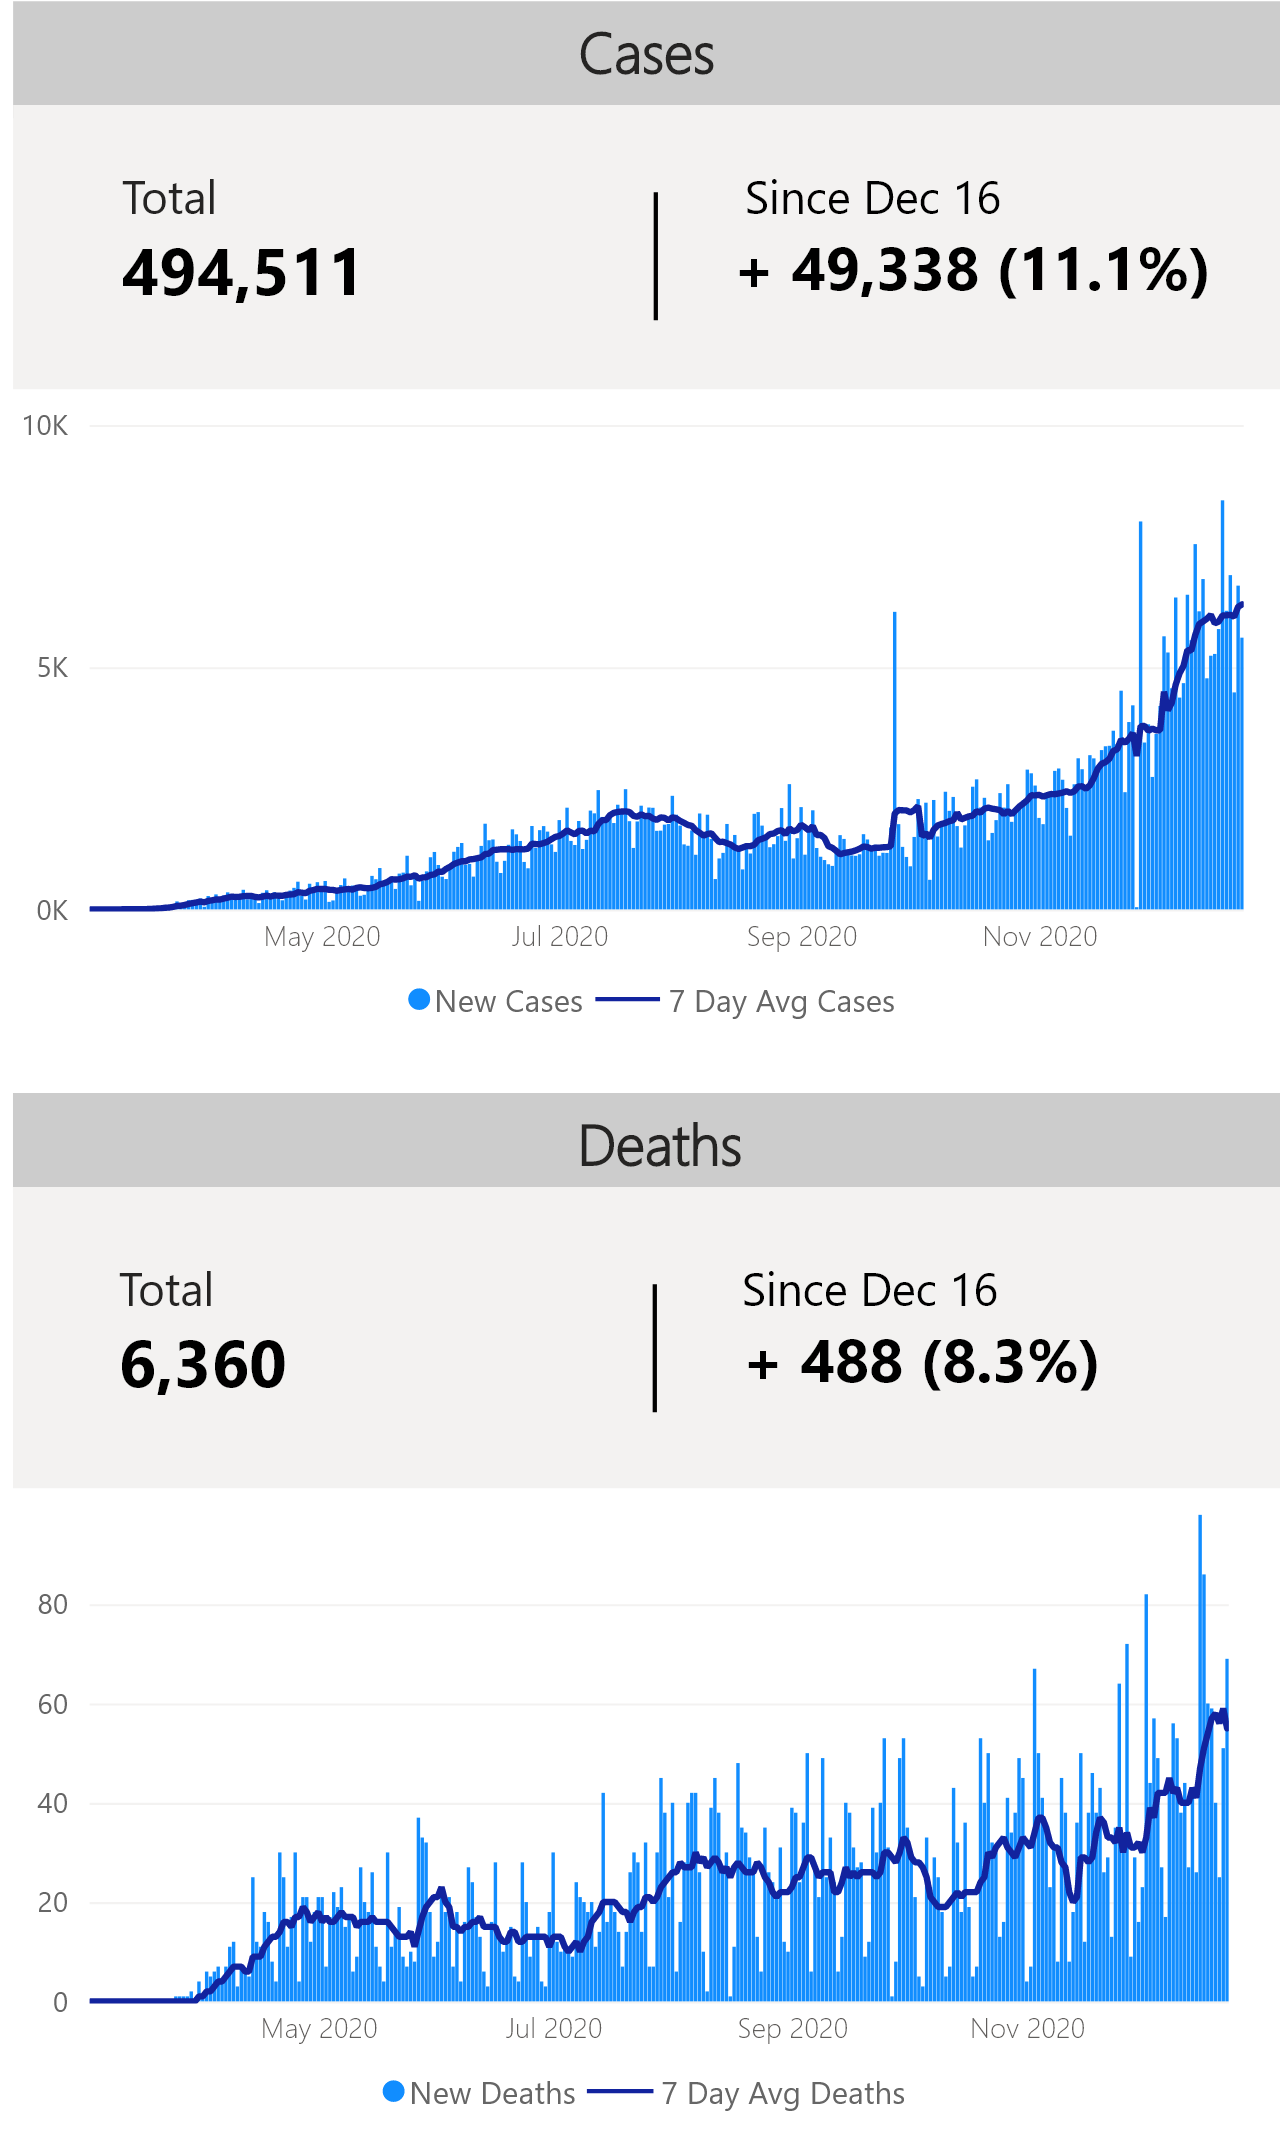 Cases
Total
Since Dec 16
494,511
+ 49,338 (11.1%)
10K
5K
0K
May 2020
Jul 2020
Sep 2020
Nov 2020
New Cases
7 Day Avg Cases
Deaths
Total
Since Dec 16
6,360
+ 488 (8.3%)
80
60
40
20
0
May 2020
Jul 2020
Sep 2020
Nov 2020
New Deaths
7 Day Avg Deaths